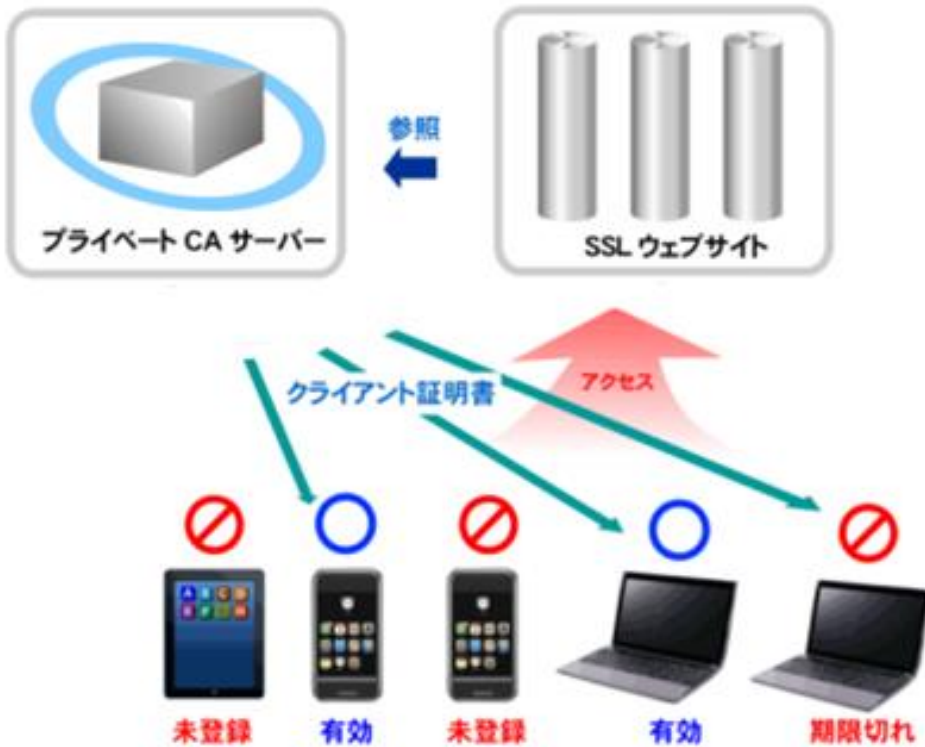 参照
プライベート CA サーバー
SSL ウェブサイト
アクセス
クライアント証明書
未登録
有効
未登録
有効
期限切れ